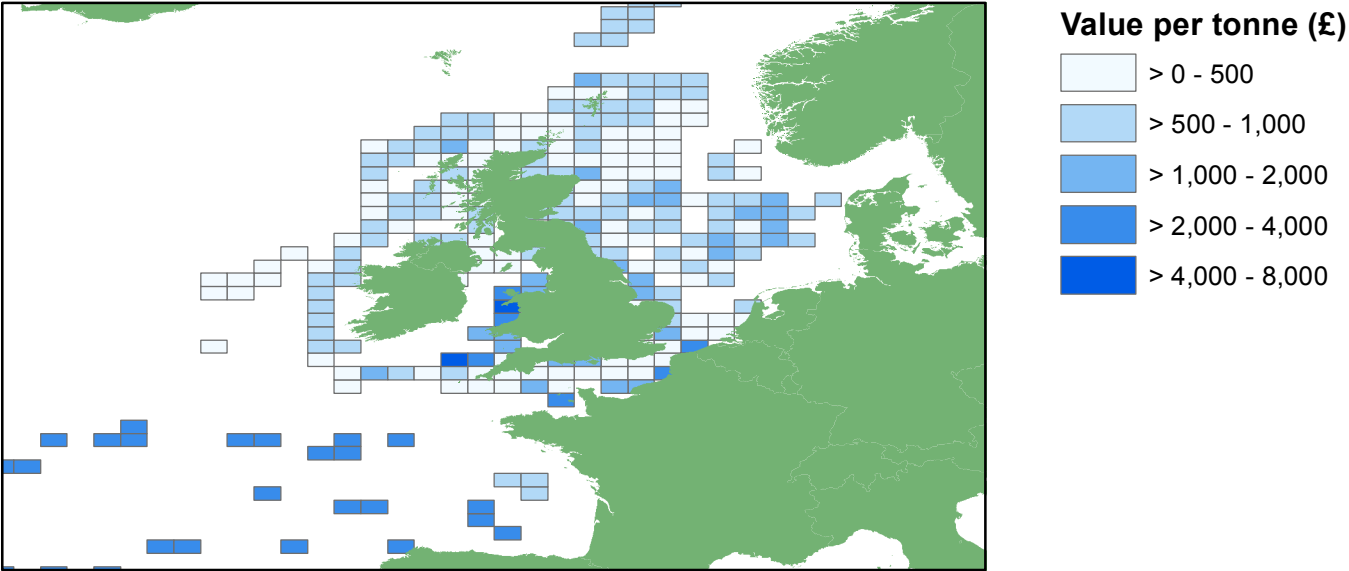 Value per tonne (£)
> 0 - 500
> 500 - 1,000
> 1,000 - 2,000
> 2,000 - 4,000
> 4,000 - 8,000